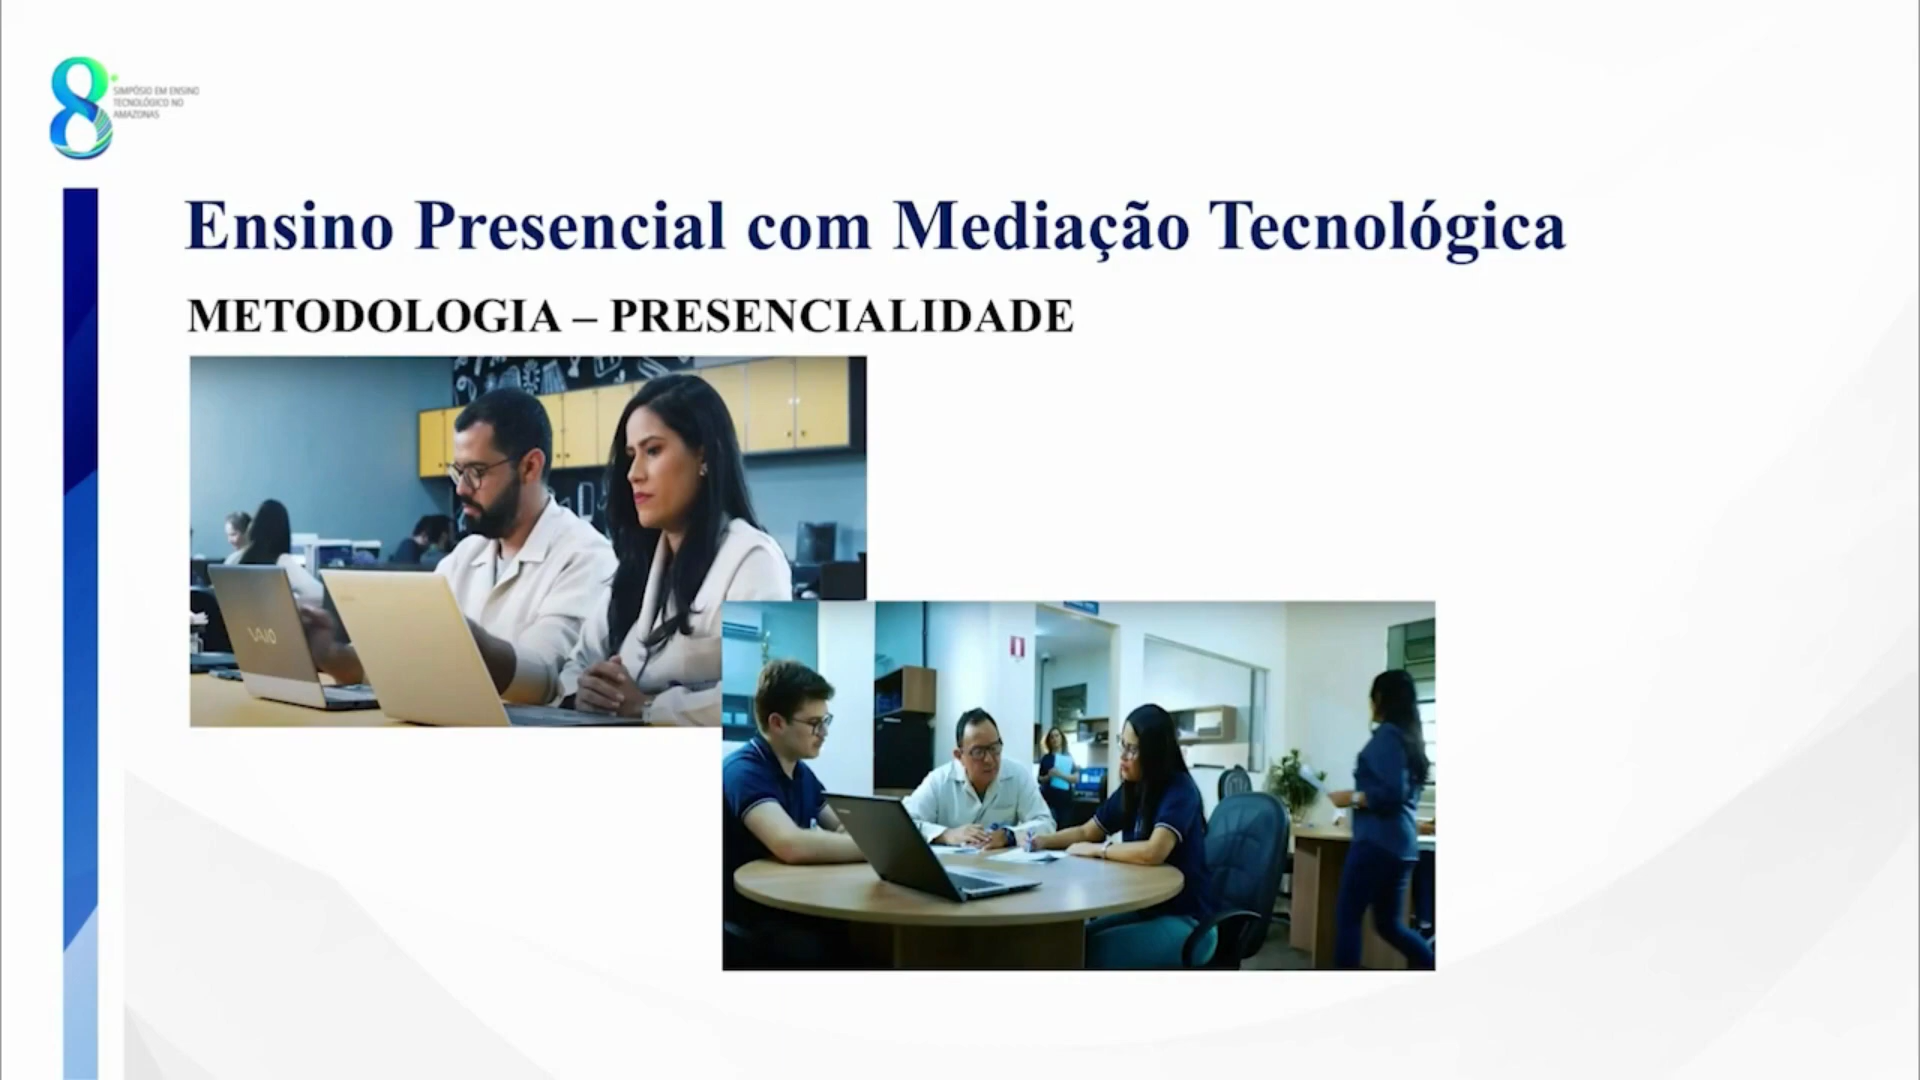 SIMPÓSIO EM ENSINO
TECNOLÓGICO NO
AMAZONAS
Ensino Presencial com Mediação Tecnológica
METODOLOGIA – PRESENCIALIDADE
VAIO